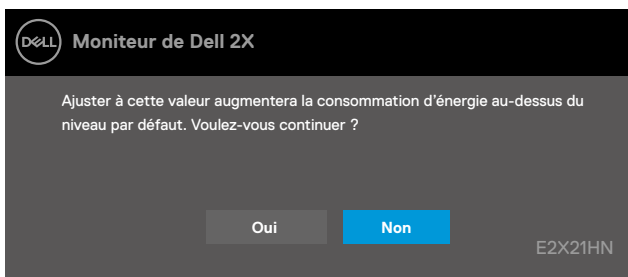 DELL
Moniteur de Dell 2X
Ajuster à cette valeur augmentera la consommation d'énergie au-dessus du
niveau par défaut. Voulez-vous continuer ?
Oui
Non
E2X21HN